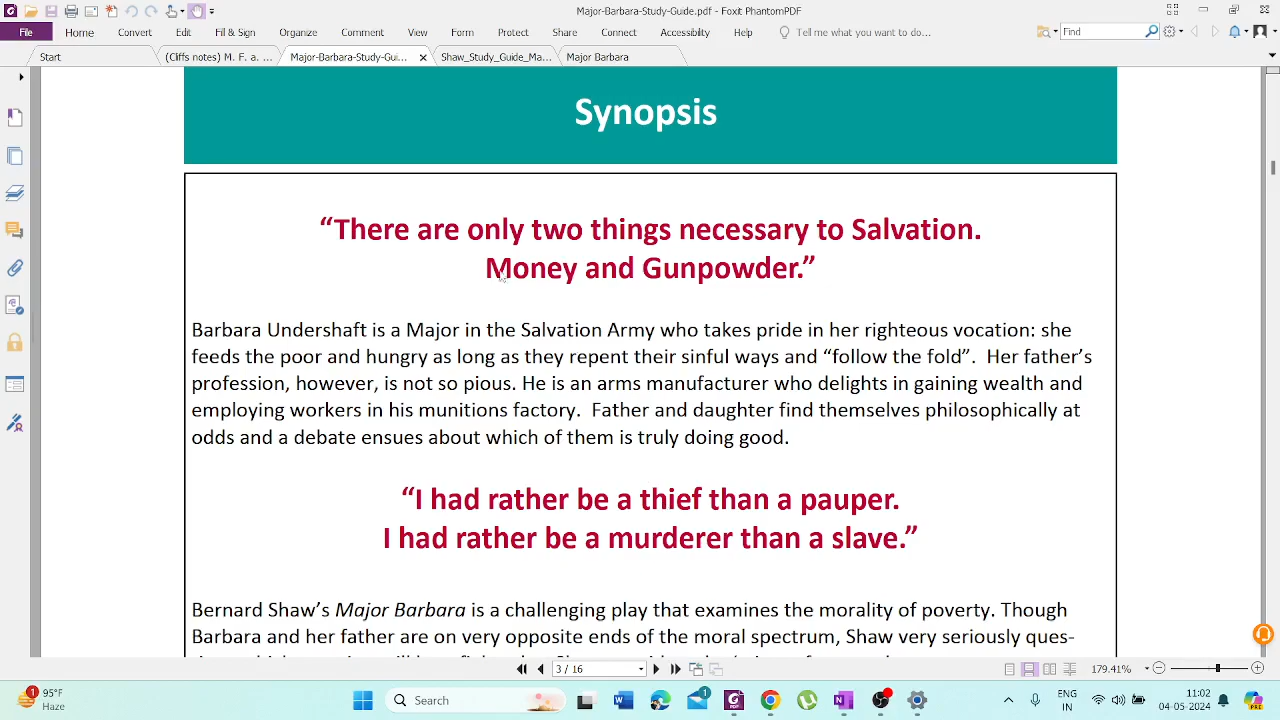 Major-Barbara-Study-Guide.pdf - Foxit PhantomPDF
File Home Convert Edit Fill & Sign Organize Comment View Form Protect Share Connect Accessibility Help Tell me what you want to do... Find
Start (Cliffs notes) M. F. a. ... Major-Barbara-Study-Gui... Shaw_Study_Guide_Ma... Major Barbara
Synopsis
“There are only two things necessary to Salvation.
Money and Gunpowder.”
Barbara Undershaft is a Major in the Salvation Army who takes pride in her righteous vocation: she
feeds the poor and hungry as long as they repent their sinful ways and “follow the fold”. Her father’s
profession, however, is not so pious. He is an arms manufacturer who delights in gaining wealth and
employing workers in his munitions factory. Father and daughter find themselves philosophically at
odds and a debate ensues about which of them is truly doing good.
“I had rather be a thief than a pauper.
I had rather be a murderer than a slave.”
Bernard Shaw’s Major Barbara is a challenging play that examines the morality of poverty. Though
Barbara and her father are on very opposite ends of the moral spectrum, Shaw very seriously ques-
3 / 16 179.41%
95°F
Haze
Search
ENG
IN
11:02
04-05-2024